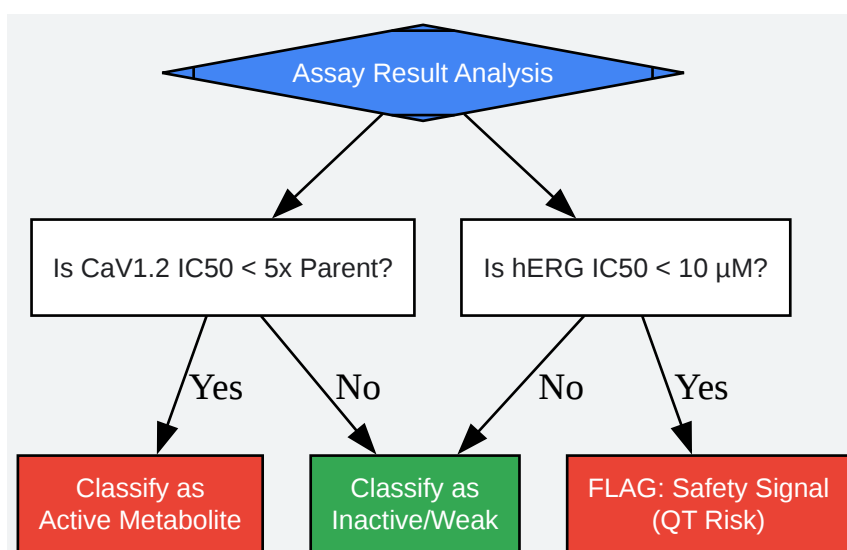 Assay Result Analysis
Is CaV1.2 IC50 < 5x Parent?
Is hERG IC50 < 10 µM?
Yes
No
No
Yes
Classify as
Active Metabolite
Classify as
Inactive/Weak
FLAG: Safety Signal
(QT Risk)